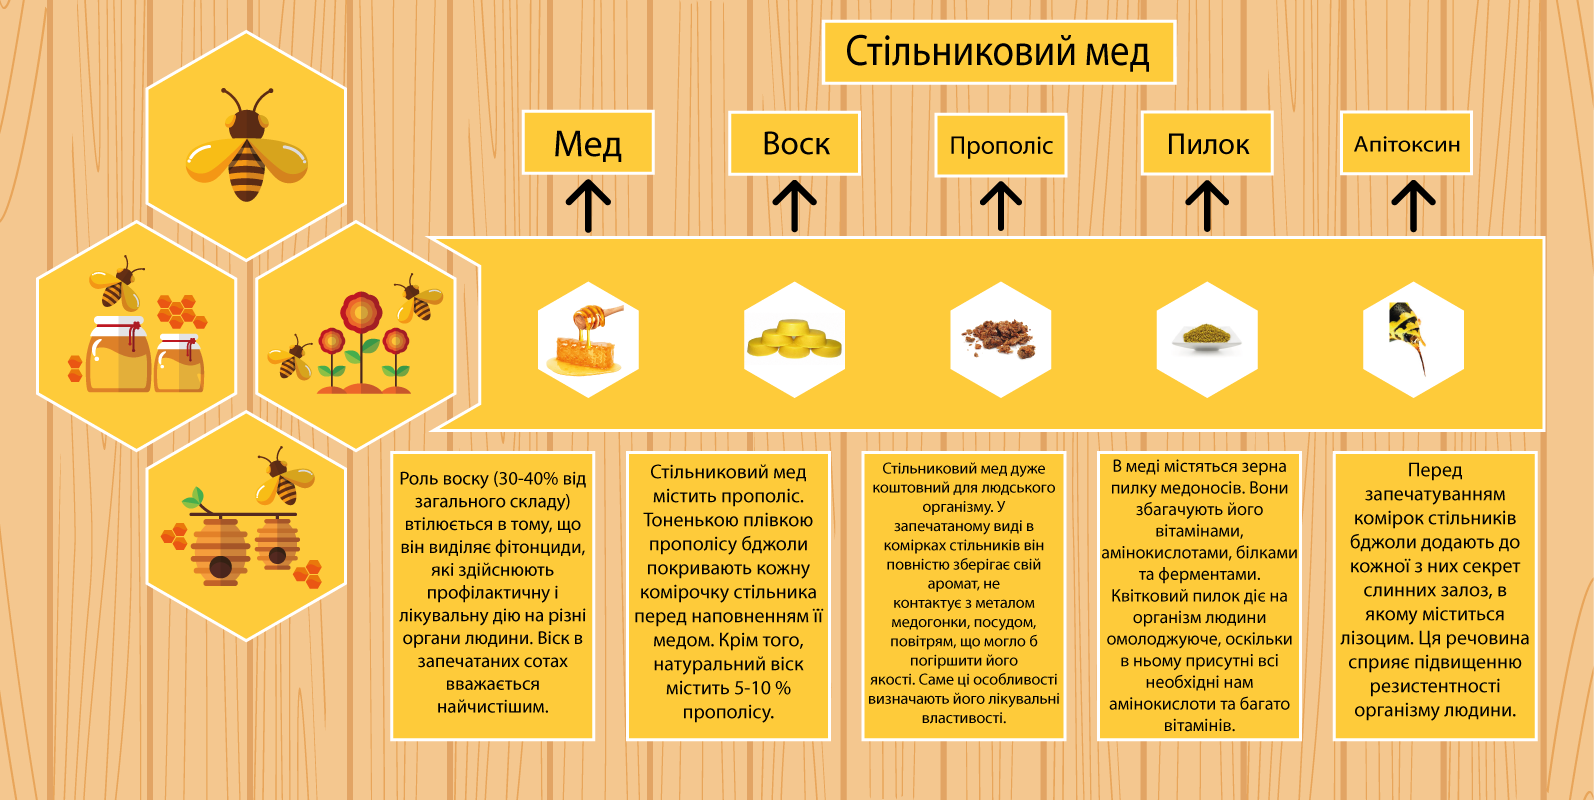 Стільниковий мед
Мед
Воск
Прополіс
Пилок
Апітоксин
Роль воску (30-40% від
загального складу)
втілюється в тому, що
він виділяє фітонциди,
які здійснюють
профілактичну і
лікувальну дію на різні
органи людини. Віск в
запечатаних сотах
вважається
найчистішим.
Стільниковий мед
містить прополіс.
Тоненькою плівкою
прополісу бджоли
покривають кожну
комірочку стільника
перед наповненням її
медом. Крім того,
натуральний віск
містить 5-10 %
прополісу.
Стільниковий мед дуже
коштовний для людського
організму. У
запечатаному виді в
комірках стільників він
повністю зберігає свій
аромат, не
контактує з металом
медогонки, посудом,
повітрям, що могло б
погіршити його
якості. Саме ці особливості
визначають його лікувальні
властивості.
В меді містяться зерна
пилку медоносів. Вони
збагачують його
вітамінами,
амінокислотами, білками
та ферментами.
Квітковий пилок діє на
організм людини
омолоджуюче, оскільки
в ньому присутні всі
необхідні нам
амінокислоти та багато
вітамінів.
Перед
запечатуванням
комірок стільників
бджоли додають до
кожної з них секрет
слинних залоз, в
якому міститься
лізоцим. Ця речовина
сприяє підвищенню
резистентності
організму людини.